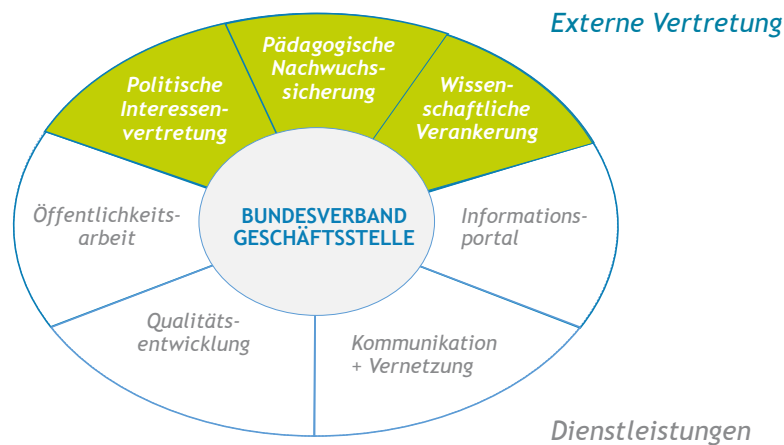 Externe Vertretung
Pädagogische
Nachwuchs-
sicherung
Politische
Interessen-
vertretung
Wissen-
schaftliche
Verankerung
Öffentlichkeits-
arbeit
BUNDESVERBAND
GESCHÄFTSSTELLE
Informations-
portal
Qualitäts-
entwicklung
Kommunikation
+ Vernetzung
Dienstleistungen